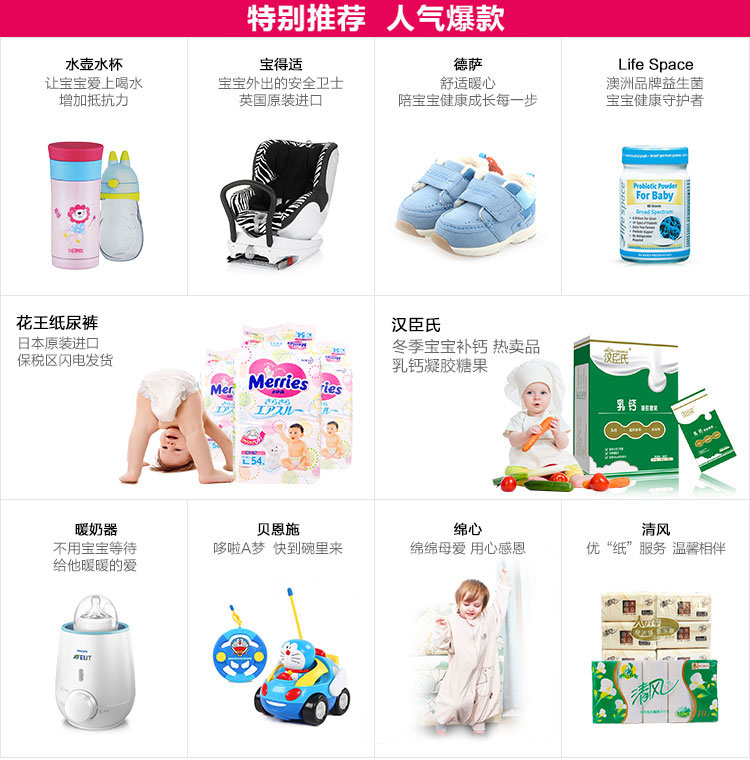 特别推荐 人气爆款
水壶水杯
让宝宝爱上喝水
增加抵抗力
宝得适
宝宝外出的安全卫士
英国原装进口
德萨
舒适暖心
陪宝宝健康成长每一步
Life Space
澳洲品牌益生菌
宝宝健康守护者
THERMOS
lifespace
Probiotic Powder
For Baby
Broad Spectrum
花王纸尿裤
日本原装进口
保税区闪电发货
Merries
さらさら
エアスルー
L 54
汉臣氏
冬季宝宝补钙 热卖品
乳钙凝胶糖果
汉臣氏
乳钙
乳钙
暖奶器
不用宝宝等待
给他暖暖的爱
PHILIPS
AVENT
贝恩施
哆啦A梦 快到碗里来
绵心
绵绵母爱 用心感恩
清风
优“纸”服务 温馨相伴
清风